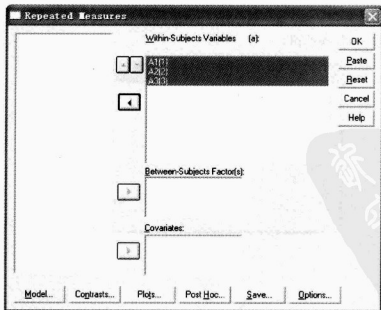 Repeated Measures
Within-Subjects Variables (a):
OK
A1(1)
A2(2)
A3(3)
Paste
Reset
Cancel
Help
Between-Subjects Factor(s):
Covariates:
Model... Contrasts... Plots... Post Hoc... Save... Options...